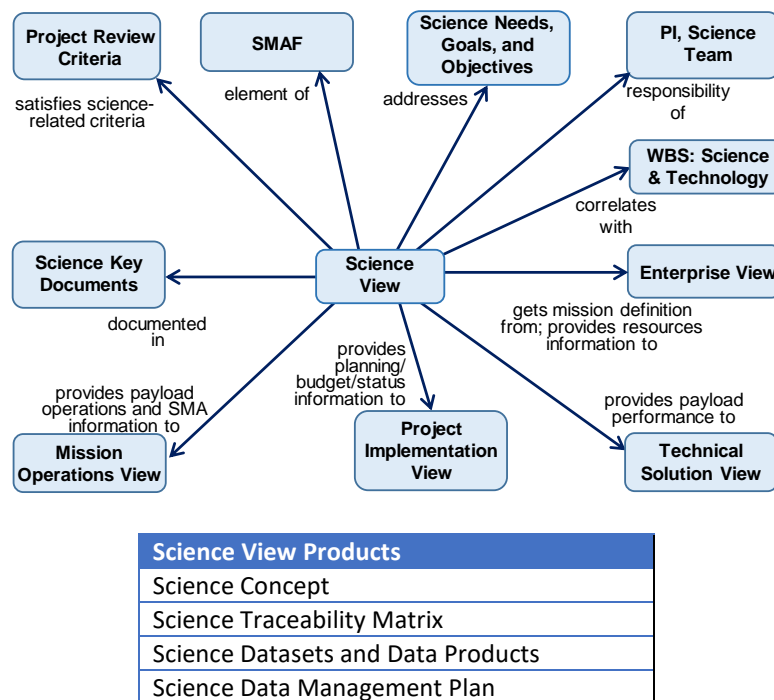 Project Review
Criteria
SMAF
Science Needs,
Goals, and
Objectives
PI, Science
Team
satisfies science-
related criteria
element of
addresses
responsibility
of
WBS: Science
& Technology
correlates
with
Science Key
Documents
Science
View
Enterprise View
documented
in
gets mission definition
from; provides resources
information to
provides
planning/
budget/status
information to
provides payload
operations and SMA
information to
provides payload
performance to
Mission
Operations View
Project
Implementation
View
Technical
Solution View
Science View Products
Science Concept
Science Traceability Matrix
Science Datasets and Data Products
Science Data Management Plan